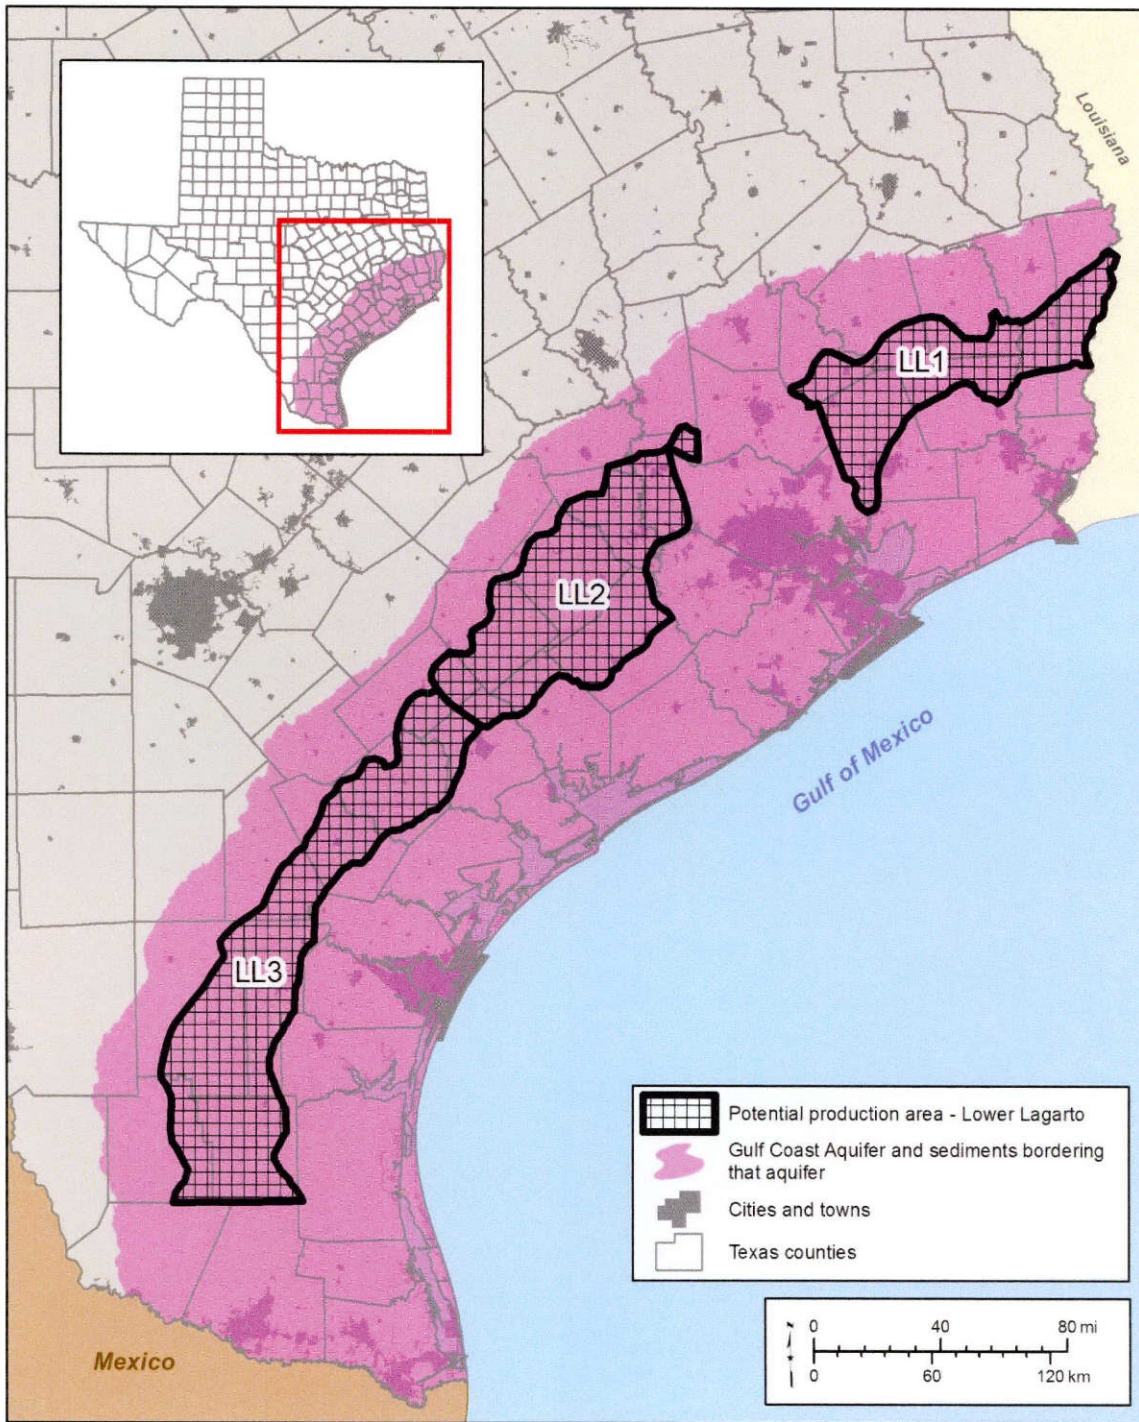 Louisiana
LL1
LL2
Gulf of Mexico
LL3
Potential production area - Lower Lagarto
Gulf Coast Aquifer and sediments bordering
that aquifer
Cities and towns
Texas counties
0 40 80 mi
0 60 120 km
Mexico